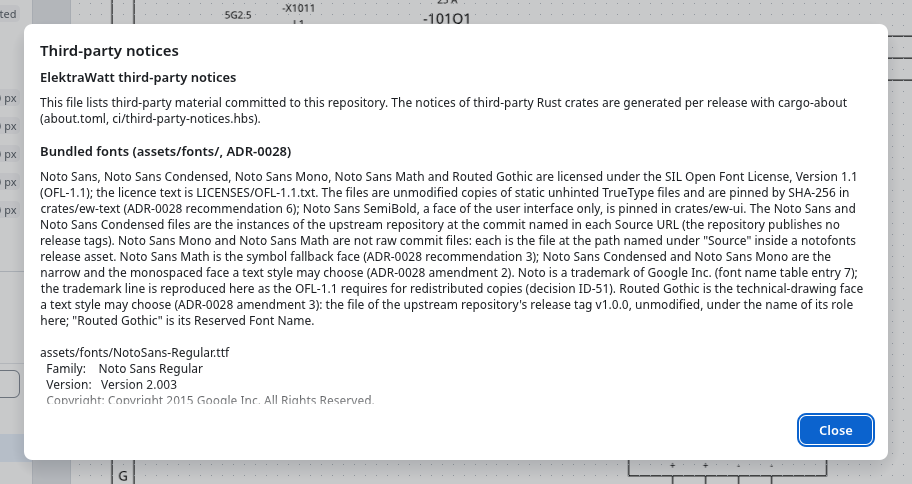 ted
5G2.5
-X1011
-101Q1
px
px
px
px
px
Third-party notices
ElektraWatt third-party notices
This file lists third-party material committed to this repository. The notices of third-party Rust crates are generated per release with cargo-about
(about.toml, ci/third-party-notices.hbs).
Bundled fonts (assets/fonts/, ADR-0028)
Noto Sans, Noto Sans Condensed, Noto Sans Mono, Noto Sans Math and Routed Gothic are licensed under the SIL Open Font License, Version 1.1
(OFL-1.1); the licence text is LICENSES/OFL-1.1.txt. The files are unmodified copies of static unhinted TrueType files and are pinned by SHA-256 in
crates/ew-text (ADR-0028 recommendation 6); Noto Sans SemiBold, a face of the user interface only, is pinned in crates/ew-ui. The Noto Sans and
Noto Sans Condensed files are the instances of the upstream repository at the commit named in each Source URL (the repository publishes no
release tags). Noto Sans Mono and Noto Sans Math are not raw commit files: each is the file at the path named under "Source" inside a notofonts
release asset. Noto Sans Math is the symbol fallback face (ADR-0028 recommendation 3); Noto Sans Condensed and Noto Sans Mono are the
narrow and the monospaced face a text style may choose (ADR-0028 amendment 2). Noto is a trademark of Google Inc. (font name table entry 7);
the trademark line is reproduced here as the OFL-1.1 requires for redistributed copies (decision ID-51). Routed Gothic is the technical-drawing face
a text style may choose (ADR-0028 amendment 3): the file of the upstream repository's release tag v1.0.0, unmodified, under the name of its role
here; "Routed Gothic" is its Reserved Font Name.
assets/fonts/NotoSans-Regular.ttf
Family: Noto Sans Regular
Version: Version 2.003
Copyright: Copyright 2015 Google Inc. All Rights Reserved.
Close
G
+ + - -